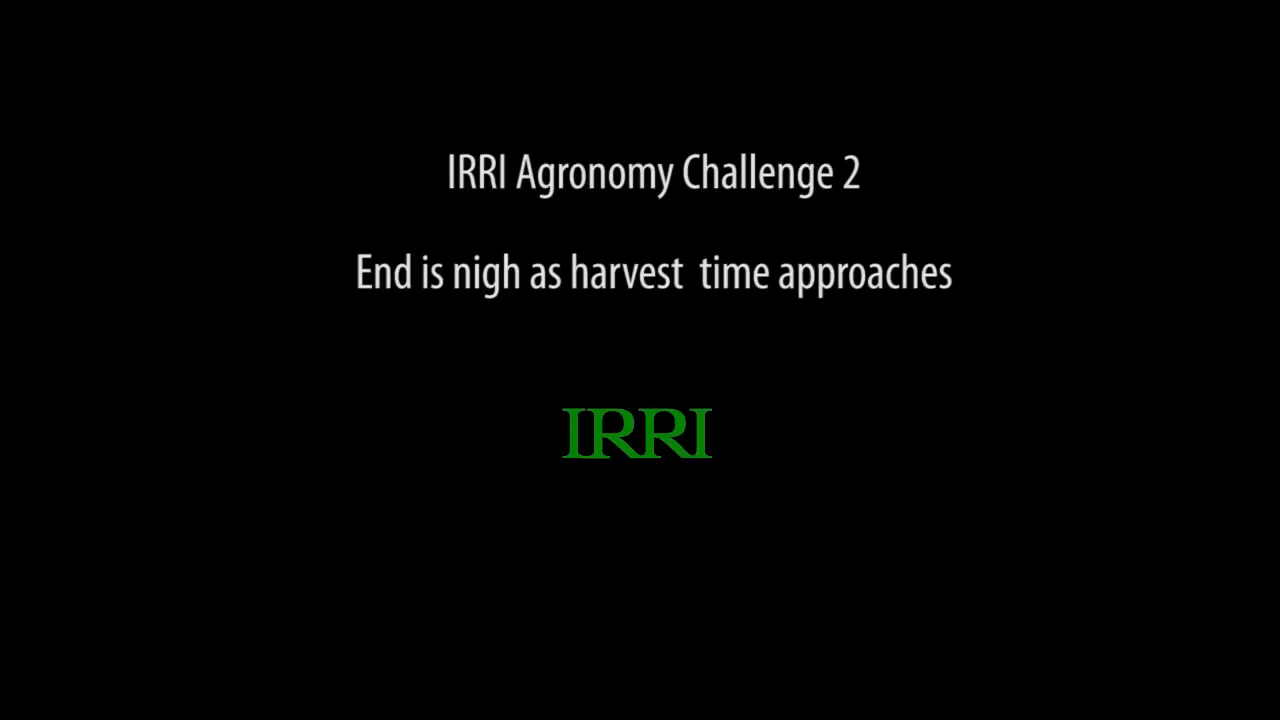 IRRI Agronomy Challenge 2
End is nigh as harvest  time approaches
IRRI